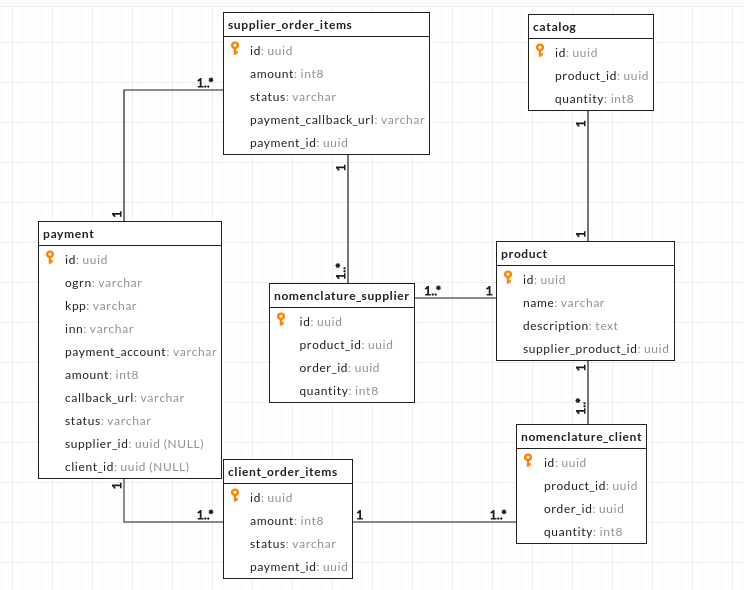 supplier_order_items
id: uuid
amount: int8
status: varchar
payment_callback_url: varchar
payment_id: uuid
catalog
id: uuid
product_id: uuid
quantity: int8
1..*
1
1
1
payment
id: uuid
ogrn: varchar
kpp: varchar
inn: varchar
payment_account: varchar
amount: int8
callback_url: varchar
status: varchar
supplier_id: uuid (NULL)
client_id: uuid (NULL)
1..*
1
nomenclature_supplier
id: uuid
product_id: uuid
order_id: uuid
quantity: int8
1..*
1
product
id: uuid
name: varchar
description: text
supplier_product_id: uuid
1
1..*
nomenclature_client
id: uuid
product_id: uuid
order_id: uuid
quantity: int8
client_order_items
id: uuid
amount: int8
status: varchar
payment_id: uuid
1
1..*
1
1..*